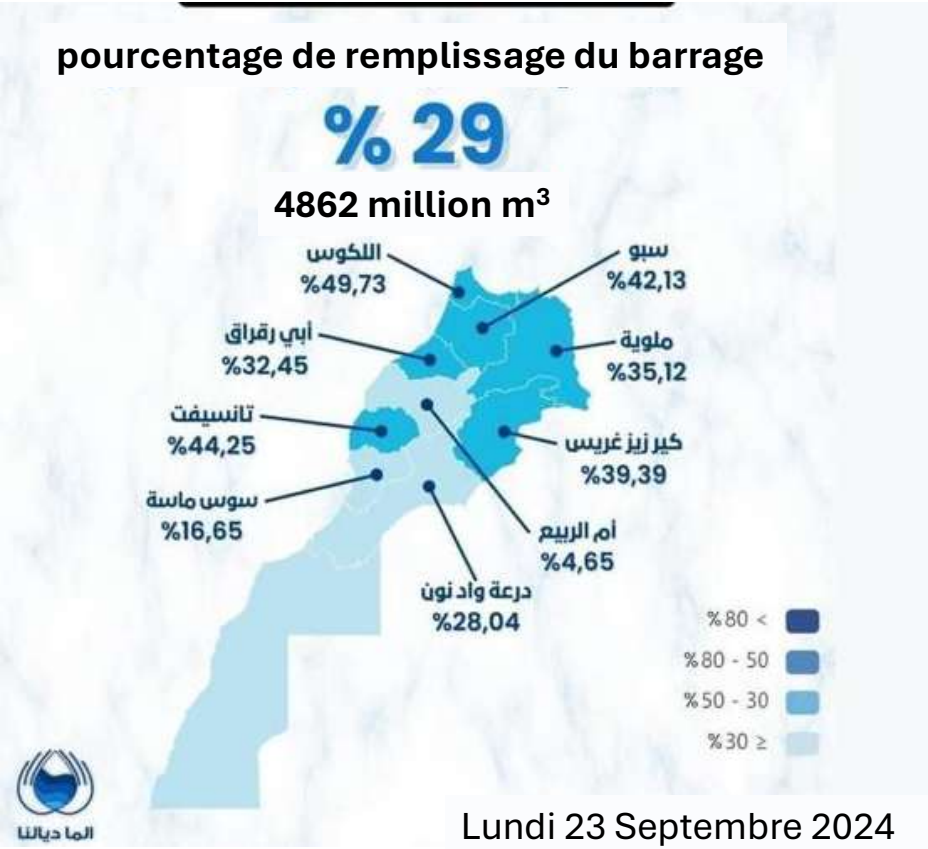 pourcentage de remplissage du barrage
% 29
4862 million m³
اللكوس
%49,73
سبو
%42,13
أبي رقراق
%32,45
ملوية
%35,12
تانسيفت
%44,25
كير زيز غريس
%39,39
سوس ماسة
%16,65
أم الربيع
%4,65
درعة واد نون
%28,04
%80 <
%80 - 50
%50 - 30
%30 ≥
الما ديالنا
Lundi 23 Septembre 2024